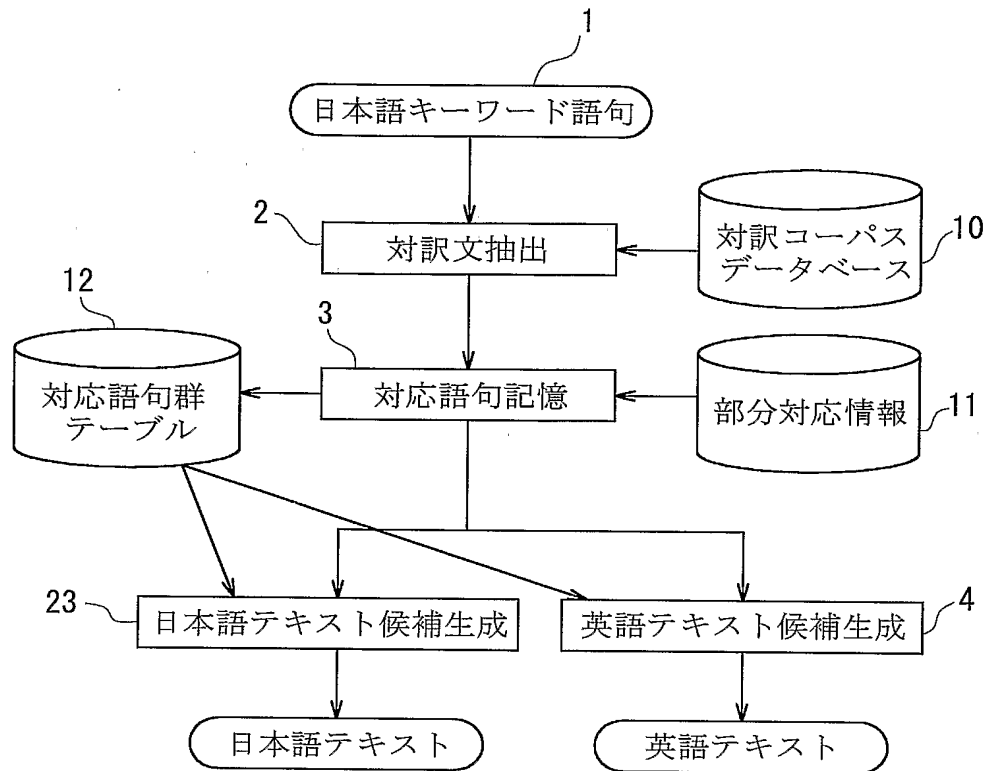 1
日本語キーワード語句
2
対訳文抽出
対訳コーパス
データベース
10
12
3
対応語句群
テーブル
対応語句記憶
部分対応情報
11
23
日本語テキスト候補生成
英語テキスト候補生成
4
日本語テキスト
英語テキスト